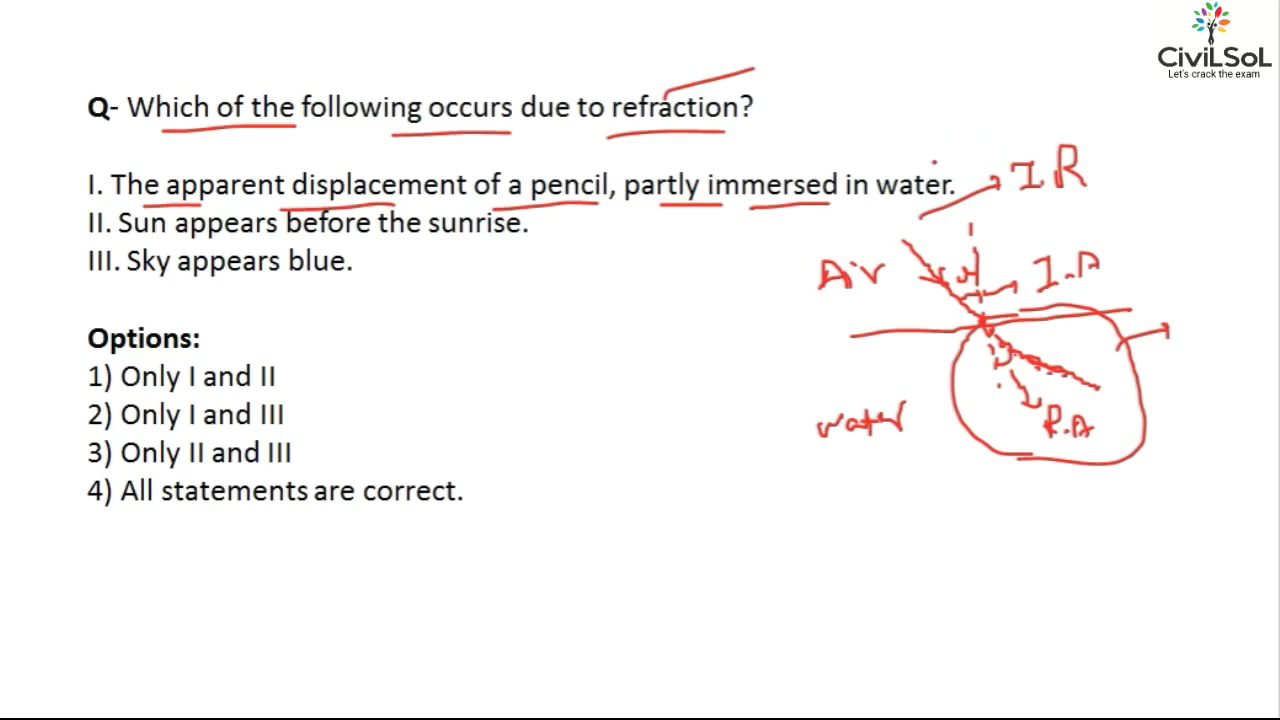 CiviLSoL
Let's crack the exam
Q- Which of the following occurs due to refraction?
I. The apparent displacement of a pencil, partly immersed in water.
II. Sun appears before the sunrise.
III. Sky appears blue.
Options:
1) Only I and II
2) Only I and III
3) Only II and III
4) All statements are correct.
I R
Air
I.A
water
R.A